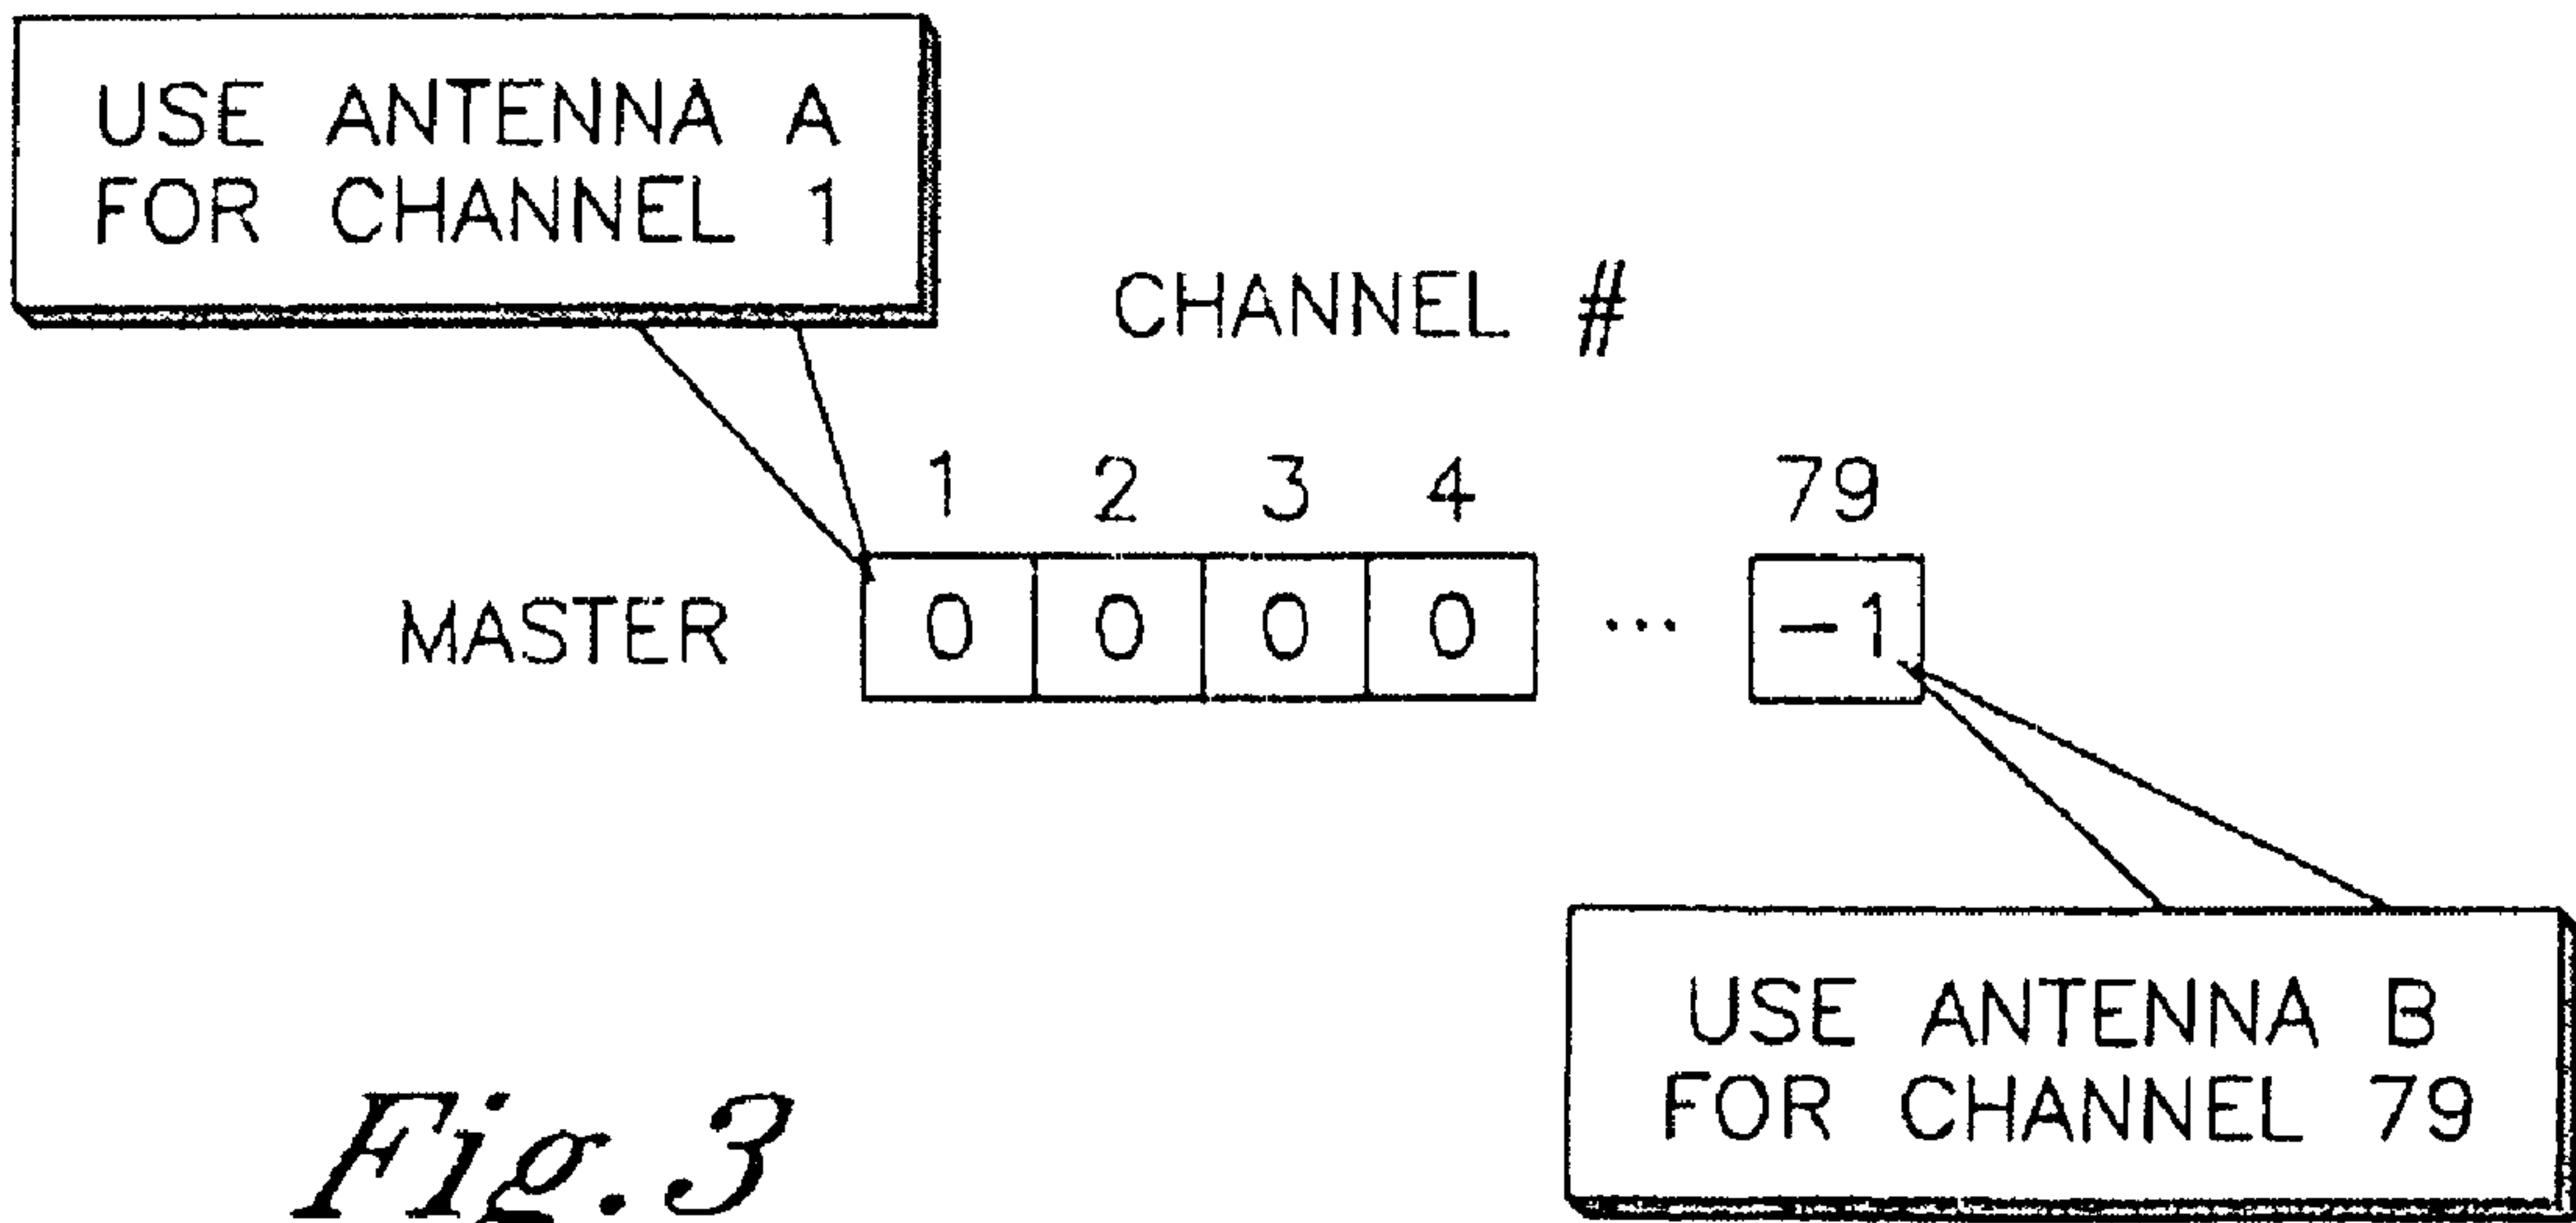 USE ANTENNA A
FOR CHANNEL 1
CHANNEL #
1 2 3 4 79
MASTER 0 0 0 0 ... -1
USE ANTENNA B
FOR CHANNEL 79
Fig. 3